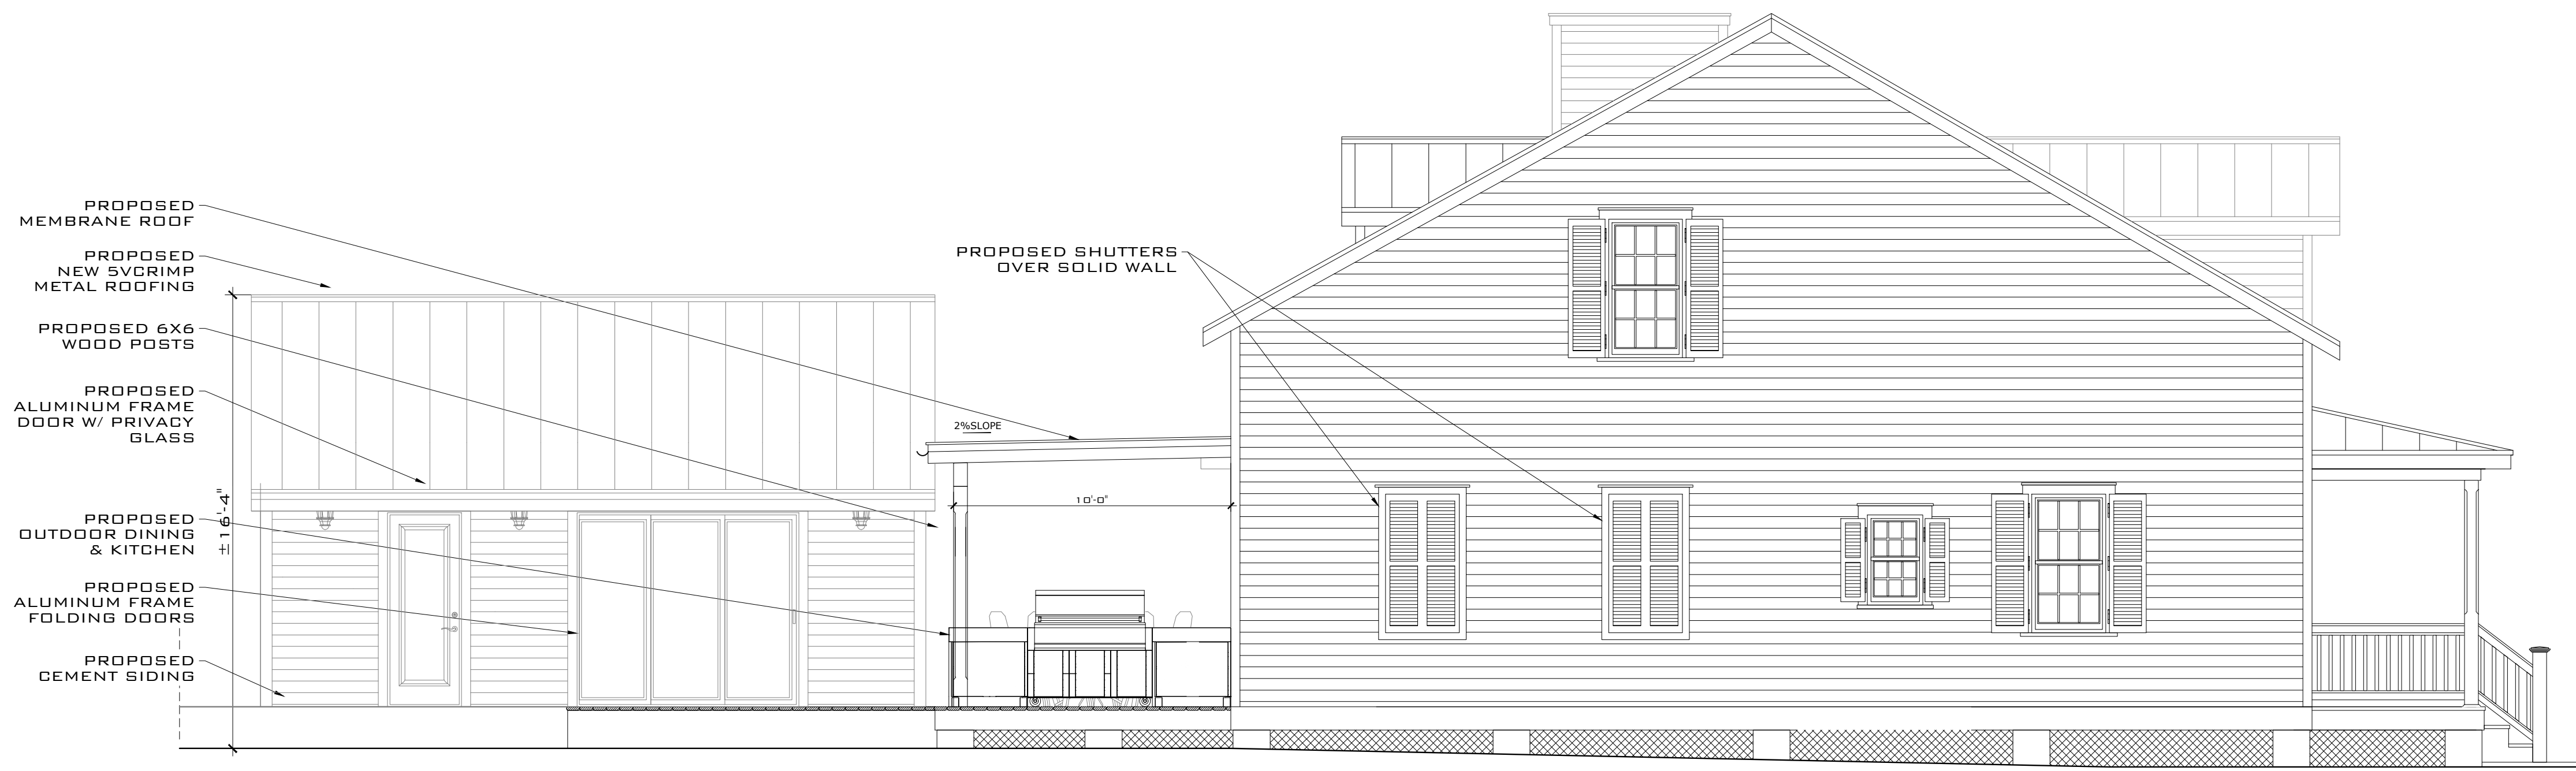 PROPOSED
MEMBRANE ROOF
PROPOSED
NEW 5VCRIMP
METAL ROOFING
PROPOSED 6X6
WOOD POSTS
PROPOSED
ALUMINUM FRAME
DOOR W/ PRIVACY
GLASS
PROPOSED
OUTDOOR DINING
& KITCHEN
PROPOSED
ALUMINUM FRAME
FOLDING DOORS
PROPOSED
CEMENT SIDING
±16'-4"
2%SLOPE
10'-0"
PROPOSED SHUTTERS
OVER SOLID WALL